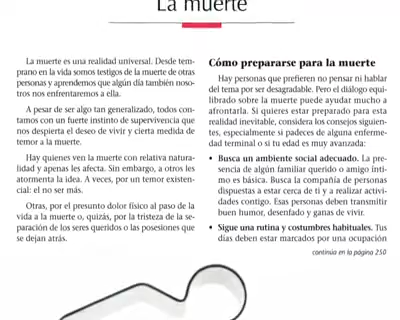 La muerte
La muerte es una realidad universal. Desde tem-
prano en la vida somos testigos de la muerte de otras
personas y aprendemos que algún día también noso-
tros nos enfrentaremos a ella.
A pesar de ser algo tan generalizado, todos con-
tamos con un fuerte instinto de supervivencia que
nos despierta el deseo de vivir y cierta medida de
temor a la muerte.
Hay quienes ven la muerte con relativa natura-
lidad y apenas les afecta. Sin embargo, a otros les
atormenta la idea. A veces, por un temor existen-
cial: el no ser más.
Otras, por el presunto dolor físico al paso de la
vida a la muerte o, quizás, por la tristeza de la se-
paración de los seres queridos o las posesiones que
se dejan atrás.
Cómo prepararse para la muerte
Hay personas que prefieren no pensar ni hablar
del tema por ser desagradable. Pero el diálogo equi-
librado sobre la muerte puede ayudar mucho a
afrontarla. Si quieres estar preparado para esta
realidad inevitable, considera los consejos siguien-
tes, especialmente si padeces de alguna enferme-
dad terminal o si tu edad es muy avanzada:
• Busca un ambiente social adecuado. La pre-
sencia de algún familiar querido o amigo ínti-
mo es básica. Busca la compañía de personas
dispuestas a estar cerca de ti y a realizar activi-
dades contigo. Esas personas deben transmitir
buen humor, desenfado y ganas de vivir.
• Sigue una rutina y costumbres habituales. Tus
días deben estar marcados por una ocupación
continúa en la página 250